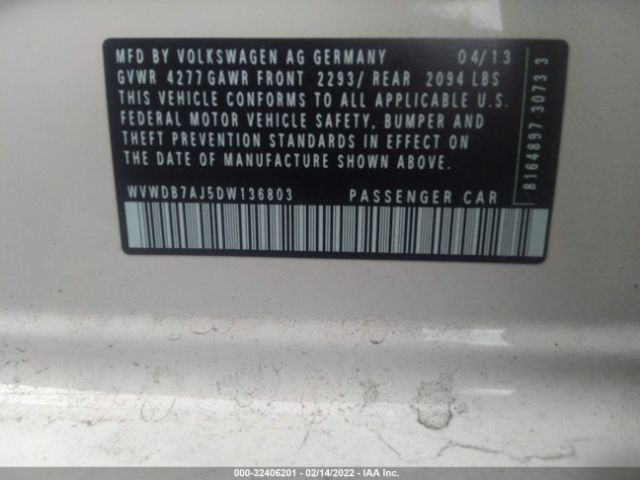 MFD BY VOLKSWAGEN AG GERMANY 04/13
GVWR 4277GAWR FRONT 2293/ REAR 2094 LBS
THIS VEHICLE CONFORMS TO ALL APPLICABLE U.S.
FEDERAL MOTOR VEHICLE SAFETY, BUMPER AND
THEFT PREVENTION STANDARDS IN EFFECT ON
THE DATE OF MANUFACTURE SHOWN ABOVE.
WVWDB7AJ5DW136803 PASSENGER CAR
8164897 3073 3
000-32406201 - 02/14/2022 - IAA Inc.